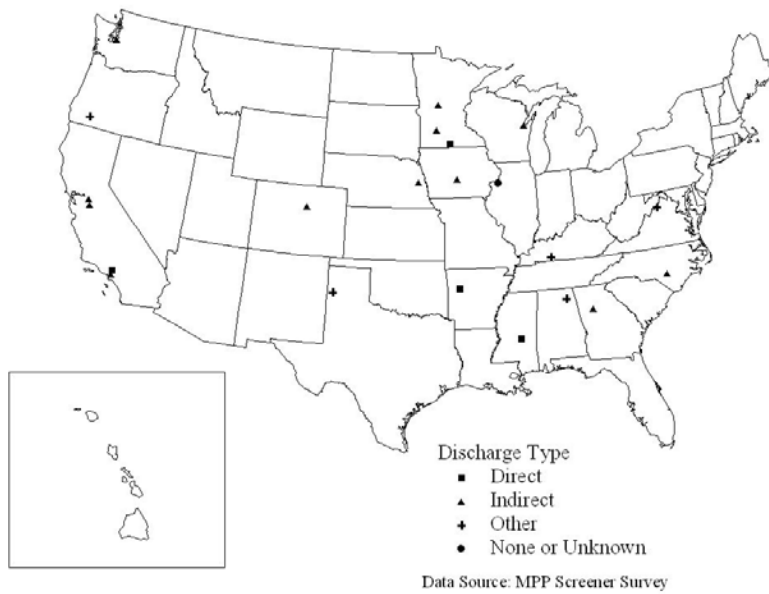 Discharge Type
Direct
Indirect
Other
None or Unknown
Data Source: MPP Screener Survey